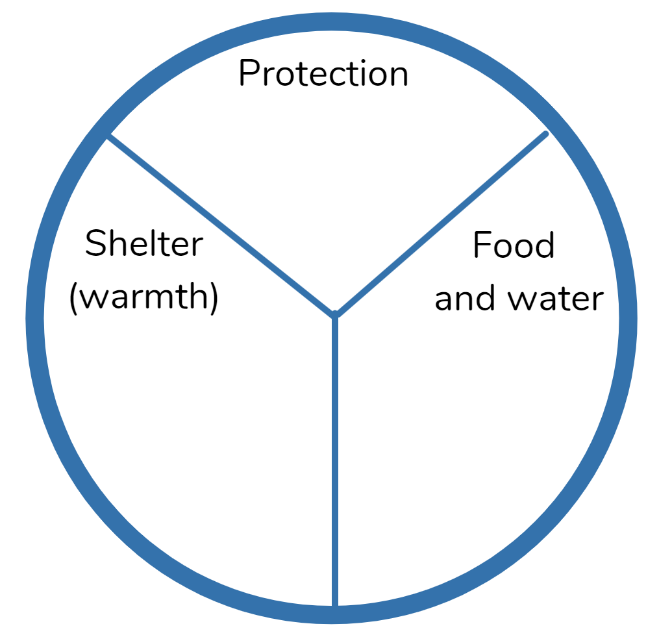 Protection
Shelter
(warmth)
Food
and water